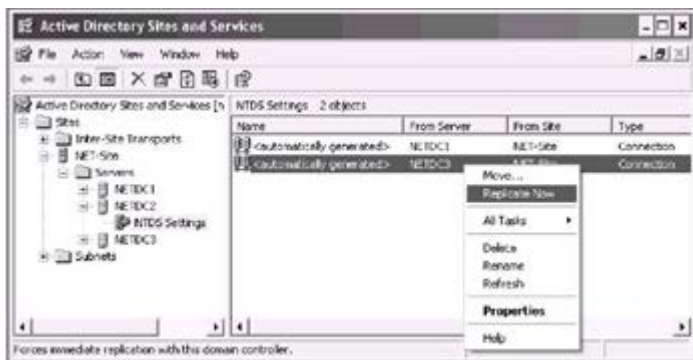 Active Directory Sites and Services
File Action View Window Help
Active Directory Sites and Services [n
NTDS Settings 2 objects
Sites
Inter-Site Transports
NET-Site
Servers
NETDC1
NETDC2
NTDS Settings
NETDC3
Subnets
Name From Server From Site Type
<automatically generated> NETDC1 NET-Site Connection
<automatically generated> NETDC3 NET-Site Connection
Move...
Replicate Now
All Tasks
Delete
Rename
Refresh
Properties
Help
Forces immediate replication with this domain controller.